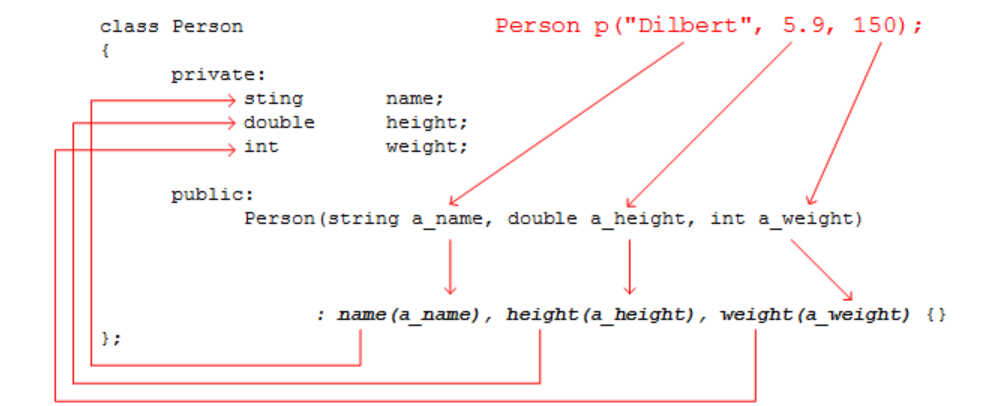 class Person
Person p("Dilbert", 5.9, 150);
{
private:
sting name;
double height;
int weight;
public:
Person(string a_name, double a_height, int a_weight)
: name(a_name), height(a_height), weight(a_weight) {}
};